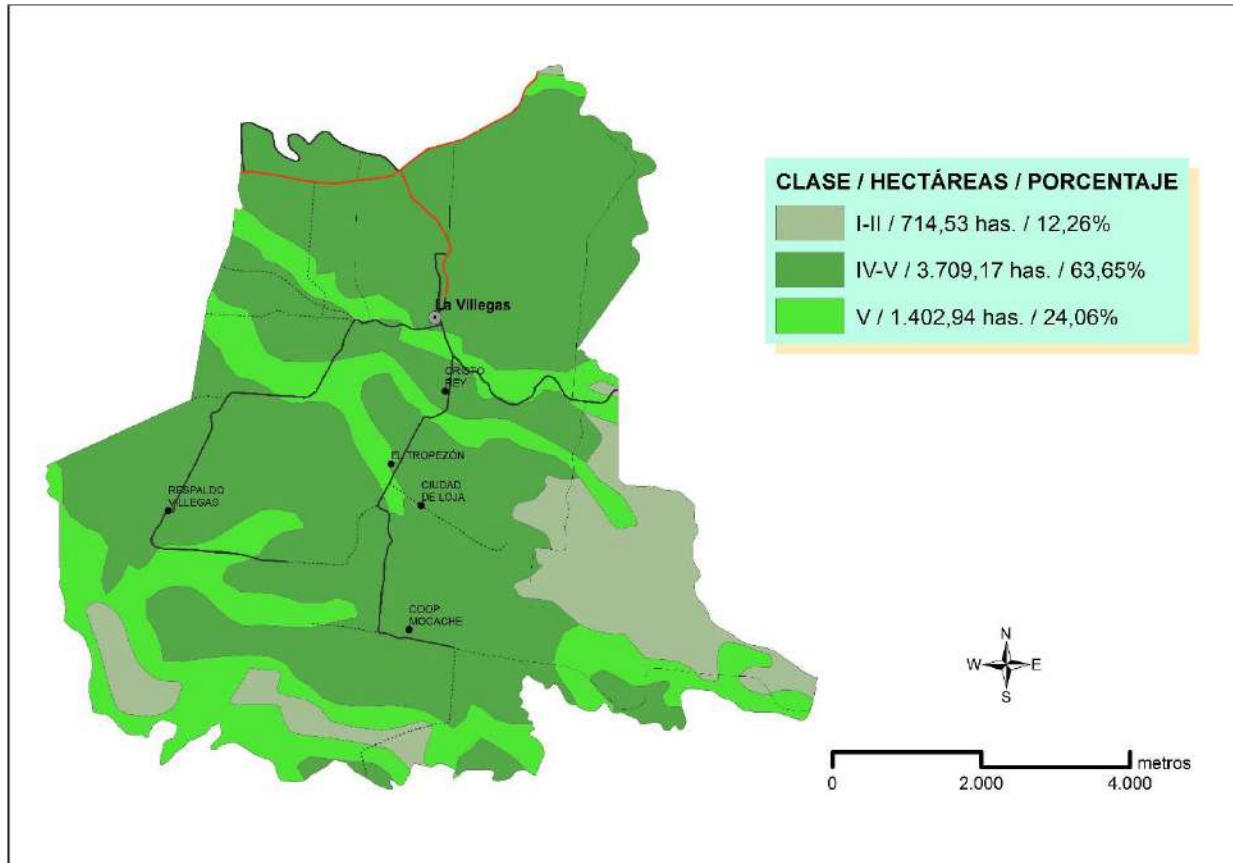 CLASE / HECTÁREAS / PORCENTAJE
I-II / 714,53 has. / 12,26%
IV-V / 3.709,17 has. / 63,65%
V / 1.402,94 has. / 24,06%
La Villegas
CRISTO
REY
EL TROPEZÓN
CIUDAD
DE LOJA
RESPALDO
VILLEGAS
COOP
MOCACHE
N
W E
S
metros
0 2.000 4.000